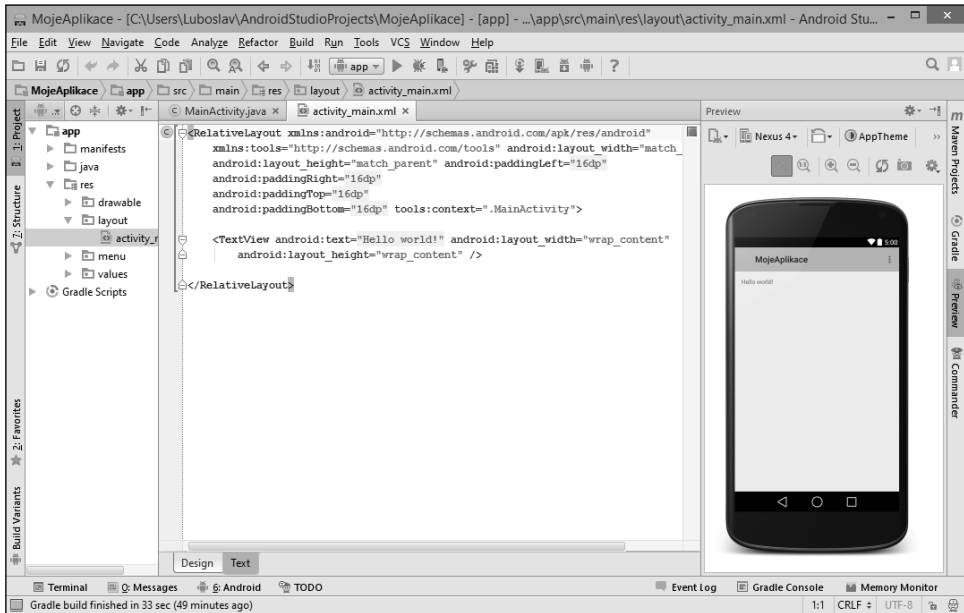 MojeAplikace - [C:\Users\Luboslav\AndroidStudioProjects\MojeAplikace] - [app] - ...\app\src\main\res\layout\activity_main.xml - Android Stu...
File Edit View Navigate Code Analyze Refactor Build Run Tools VCS Window Help
app
MojeAplikace app src main res layout activity_main.xml
1: Project
7: Structure
2: Favorites
Build Variants
app
manifests
java
res
drawable
layout
activity_r
menu
values
Gradle Scripts
MainActivity.java activity_main.xml
<RelativeLayout xmlns:android="http://schemas.android.com/apk/res/android"
xmlns:tools="http://schemas.android.com/tools" android:layout_width="match_
android:layout_height="match_parent" android:paddingLeft="16dp"
android:paddingRight="16dp"
android:paddingTop="16dp"
android:paddingBottom="16dp" tools:context=".MainActivity">
<TextView android:text="Hello world!" android:layout_width="wrap_content"
android:layout_height="wrap_content" />
</RelativeLayout>
Design Text
Preview
Nexus 4 AppTheme
5:00
MojeAplikace
Hello world!
Maven Projects
Gradle
Preview
Commander
Terminal 0: Messages 6: Android TODO Event Log Gradle Console Memory Monitor
Gradle build finished in 33 sec (49 minutes ago) 1:1 CRLF UTF-8